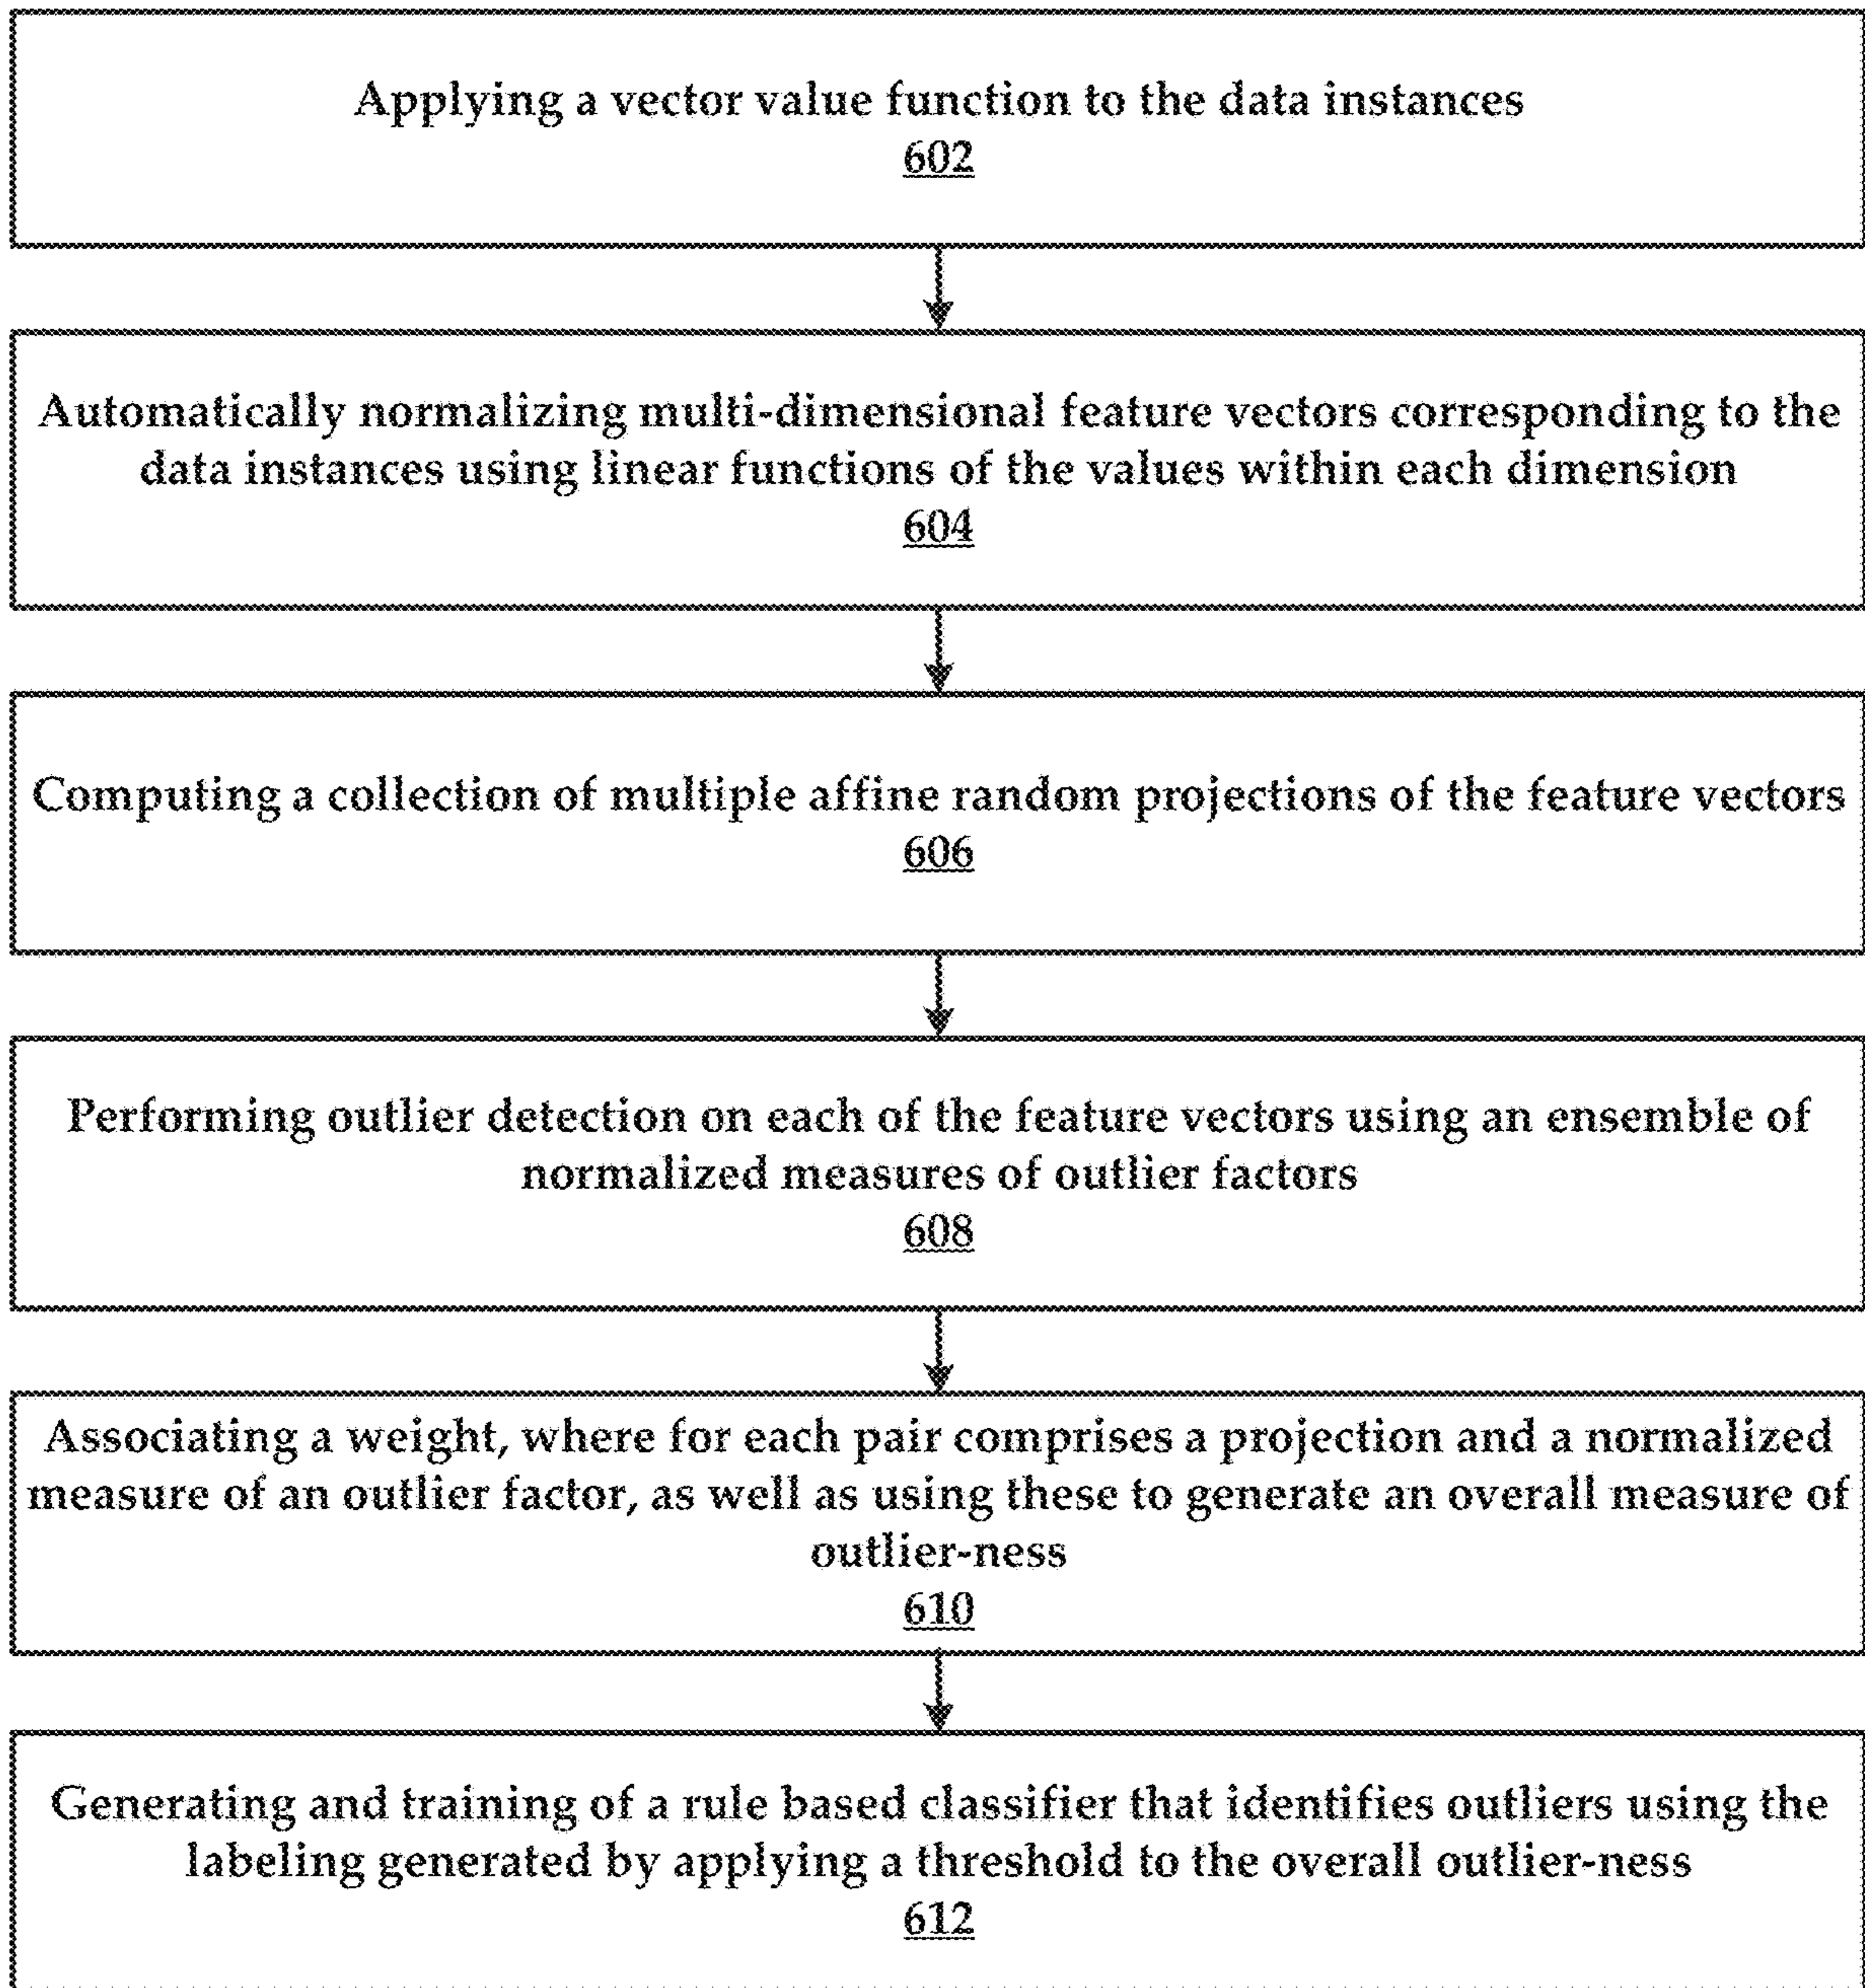 Applying a vector value function to the data instances
602
Automatically normalizing multi-dimensional feature vectors corresponding to the
data instances using linear functions of the values within each dimension
604
Computing a collection of multiple affine random projections of the feature vectors
606
Performing outlier detection on each of the feature vectors using an ensemble of
normalized measures of outlier factors
608
Associating a weight, where for each pair comprises a projection and a normalized
measure of an outlier factor, as well as using these to generate an overall measure of
outlier-ness
610
Generating and training of a rule based classifier that identifies outliers using the
labeling generated by applying a threshold to the overall outlier-ness
612